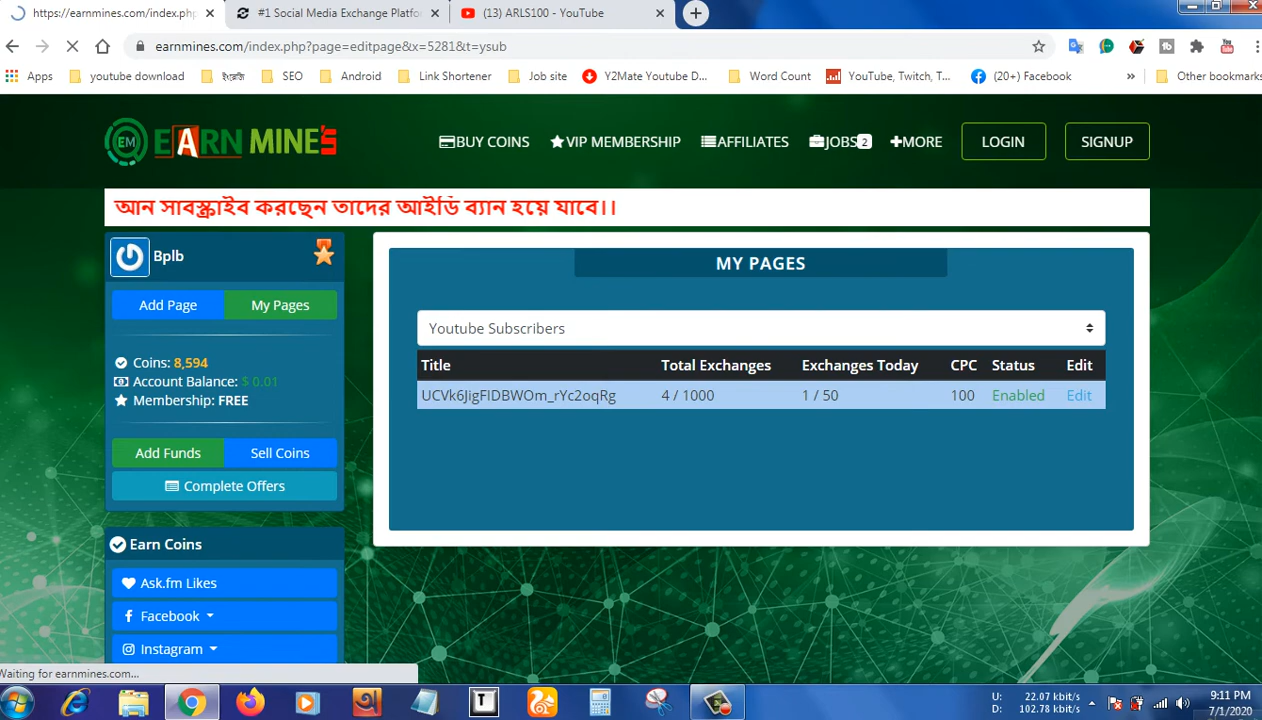 https://earnmines.com/index.php
#1 Social Media Exchange Platfo
(13) ARLS100 - YouTube
earnmines.com/index.php?page=editpage&x=5281&t=ysub
Apps
youtube download
ইংরেজি
SEO
Android
Link Shortener
Job site
Y2Mate Youtube D...
Word Count
YouTube, Twitch, T...
(20+) Facebook
»
Other bookmarks
EM EARN MINE'S
BUY COINS
VIP MEMBERSHIP
AFFILIATES
JOBS 2
MORE
LOGIN
SIGNUP
আন সাবস্ক্রাইব করছেন তাদের আইডি ব্যান হয়ে যাবে।।
Bplb
Add Page
My Pages
Coins: 8,594
Account Balance: $ 0.01
Membership: FREE
Add Funds
Sell Coins
Complete Offers
Earn Coins
Ask.fm Likes
Facebook
Instagram
MY PAGES
Youtube Subscribers
Title Total Exchanges Exchanges Today CPC Status Edit
UCVk6JigFIDBWOm_rYc2oqRg 4 / 1000 1 / 50 100 Enabled Edit
Waiting for earnmines.com...
U: 22.07 kbit/s
D: 102.78 kbit/s
9:11 PM
7/1/2020